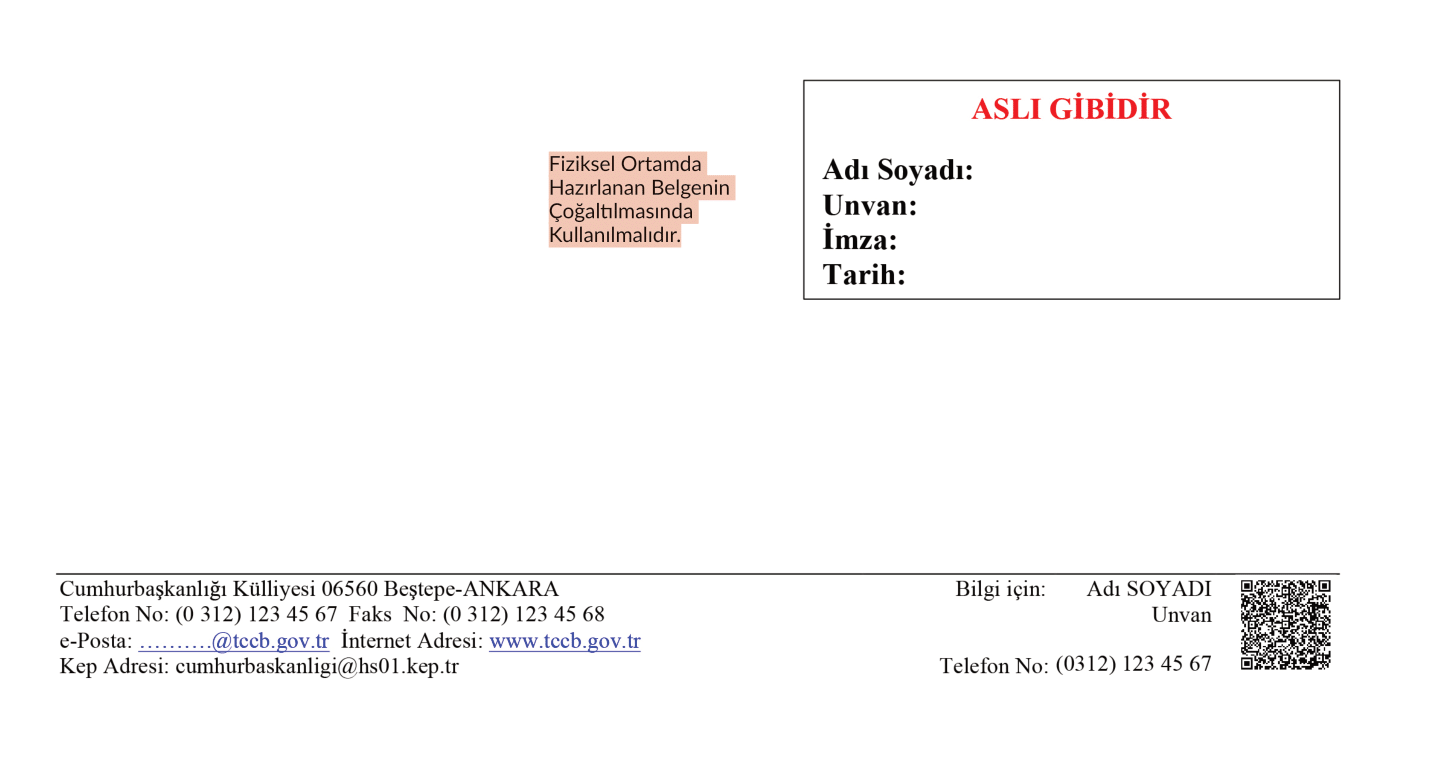 ASLI GİBİDİR
Fiziksel Ortamda
Hazırlanan Belgenin
Çoğaltılmasında
Kullanılmalıdır.
Adı Soyadı:
Unvan:
İmza:
Tarih:
Cumhurbaşkanlığı Külliyesi 06560 Beştepe-ANKARA
Telefon No: (0 312) 123 45 67 Faks No: (0 312) 123 45 68
e-Posta: ……….@tccb.gov.tr İnternet Adresi: www.tccb.gov.tr
Kep Adresi: cumhurbaskanligi@hs01.kep.tr
Bilgi için: Adı SOYADI
Unvan
Telefon No: (0312) 123 45 67